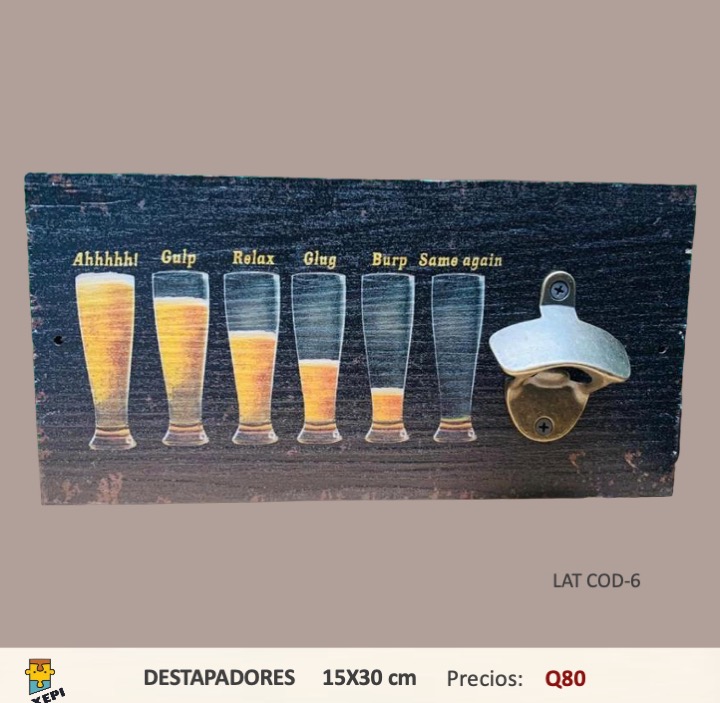 Ahhhhh! Gulp Relax Glug Burp Same again
LAT COD-6
XEPI
DESTAPADORES 15X30 cm Precios: Q80